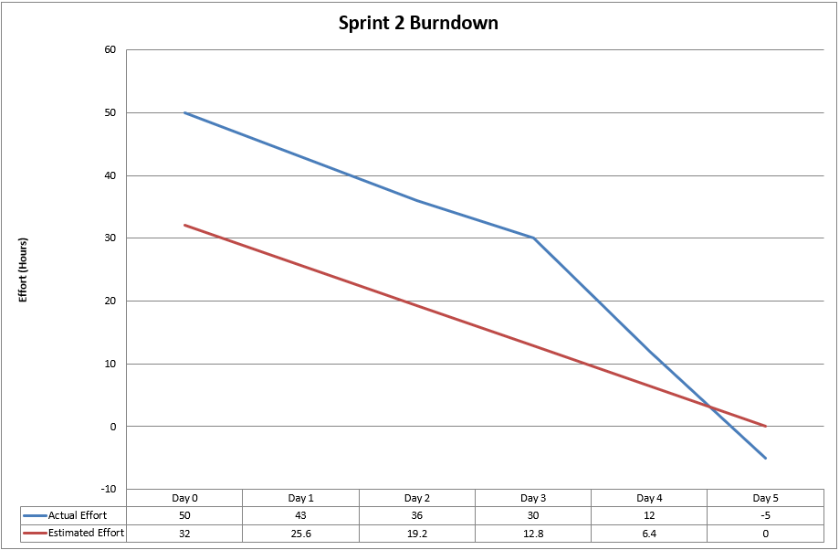 Sprint 2 Burndown
60
50
40
30
20
10
0
-10
Effort (Hours)
Day 0 Day 1 Day 2 Day 3 Day 4 Day 5
Actual Effort 50 43 36 30 12 -5
Estimated Effort 32 25.6 19.2 12.8 6.4 0